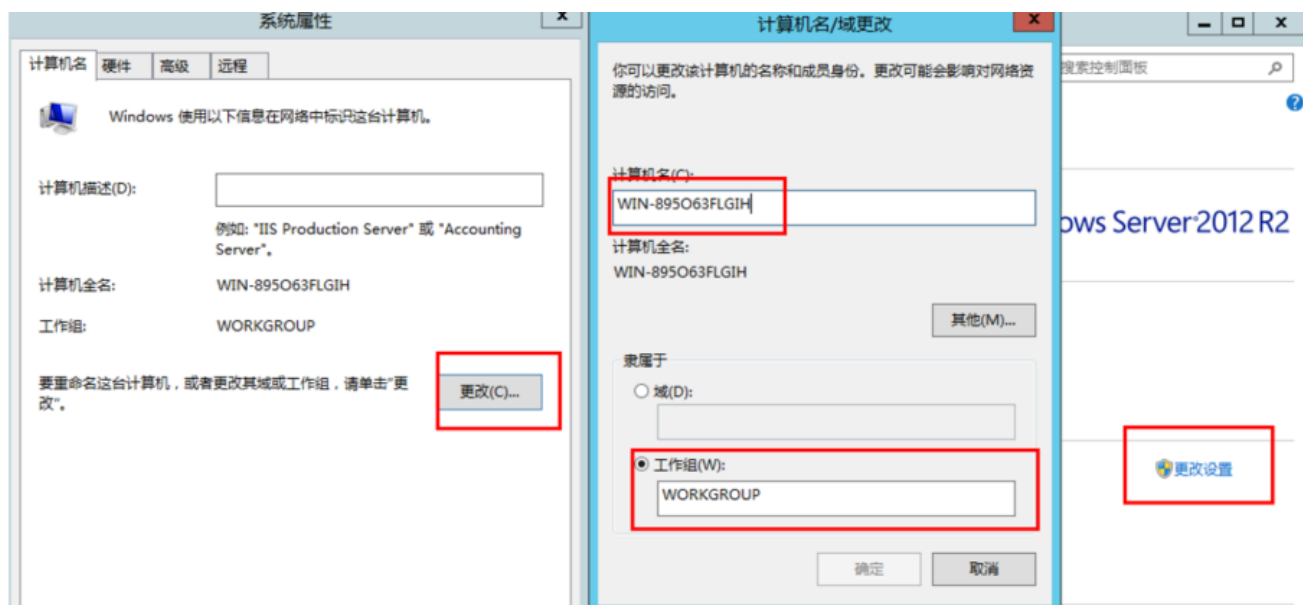 系统属性
x
计算机名
硬件
高级
远程
Windows 使用以下信息在网络中标识这台计算机。
计算机描述(D):
例如: "IIS Production Server" 或 "Accounting
Server"。
计算机全名:
WIN-895O63FLGIH
工作组:
WORKGROUP
要重命名这台计算机，或者更改其域或工作组，请单击"更
改"。
更改(C)...
计算机名/域更改
x
你可以更改该计算机的名称和成员身份。更改可能会影响对网络资
源的访问。
计算机名(C):
WIN-895O63FLGIH
计算机全名:
WIN-895O63FLGIH
其他(M)...
隶属于
域(D):
工作组(W):
WORKGROUP
确定
取消
x
搜索控制面板
?
ows Server 2012 R2
更改设置